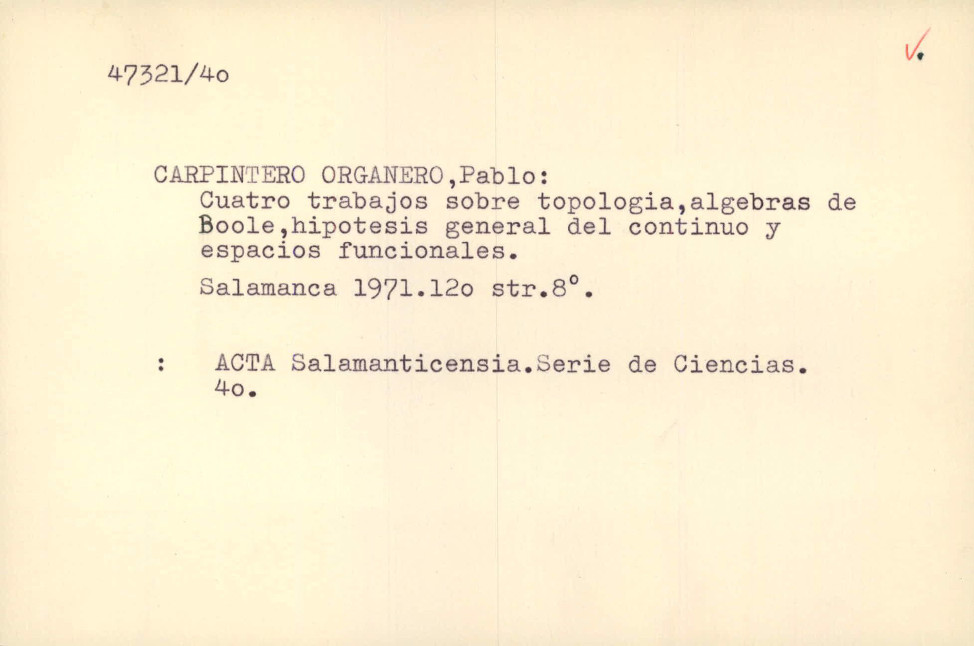 v.
47321/4o
CARPINTERO ORGANERO,Pablo:
Cuatro trabajos sobre topologia,algebras de
Boole,hipotesis general del continuo y
espacios funcionales.
Salamanca 1971.12o str.8°.
: ACTA Salamanticensia.Serie de Ciencias.
4o.